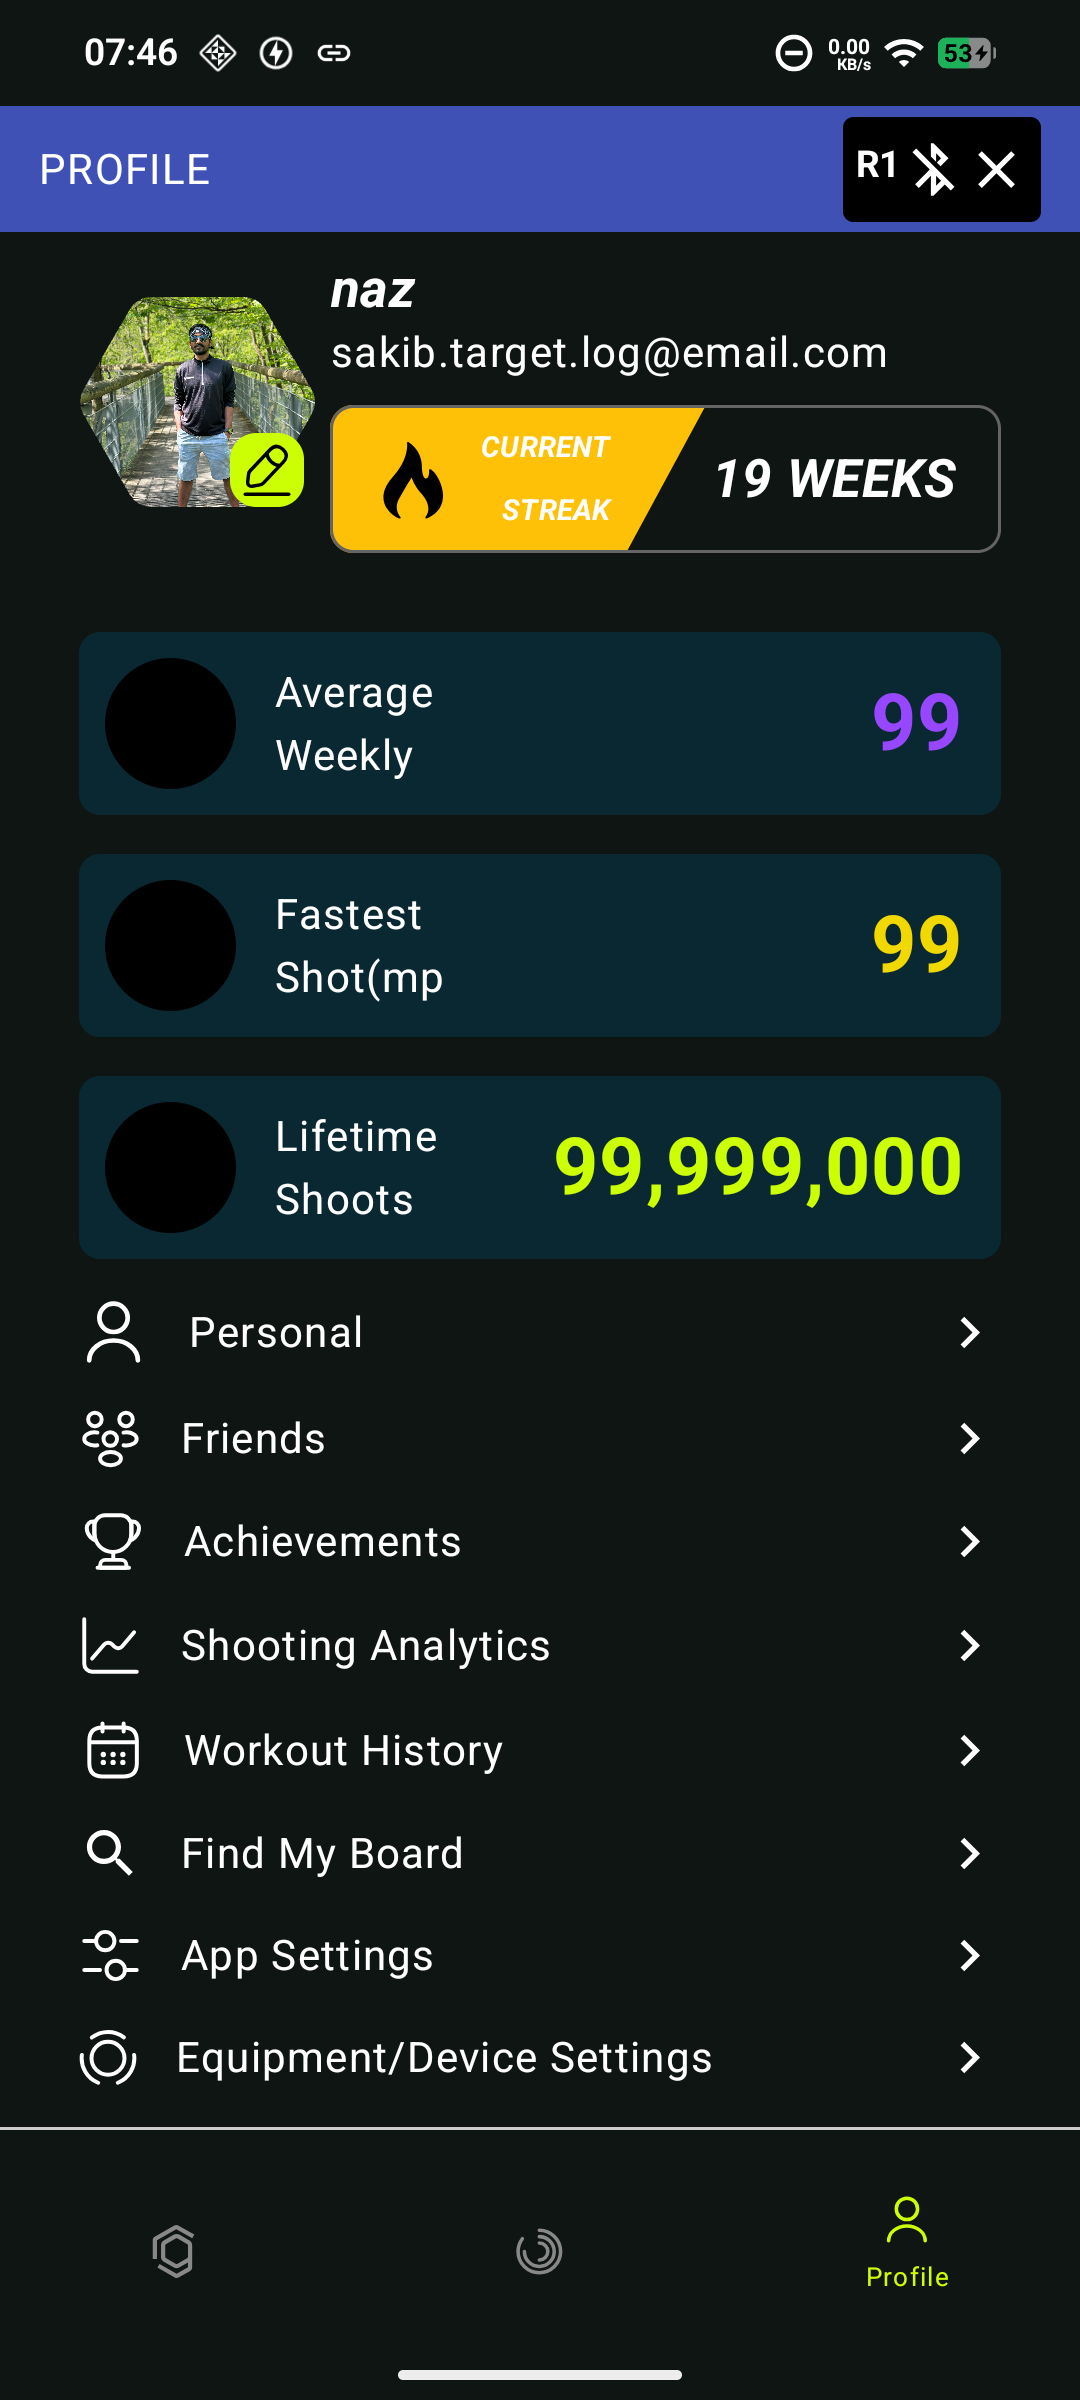 07:46
0.00
KB/s
53
PROFILE
R1
naz
sakib.target.log@email.com
CURRENT
STREAK
19 WEEKS
Average
Weekly
99
Fastest
Shot(mp
99
Lifetime
Shoots
99,999,000
Personal
Friends
Achievements
Shooting Analytics
Workout History
Find My Board
App Settings
Equipment/Device Settings
Profile